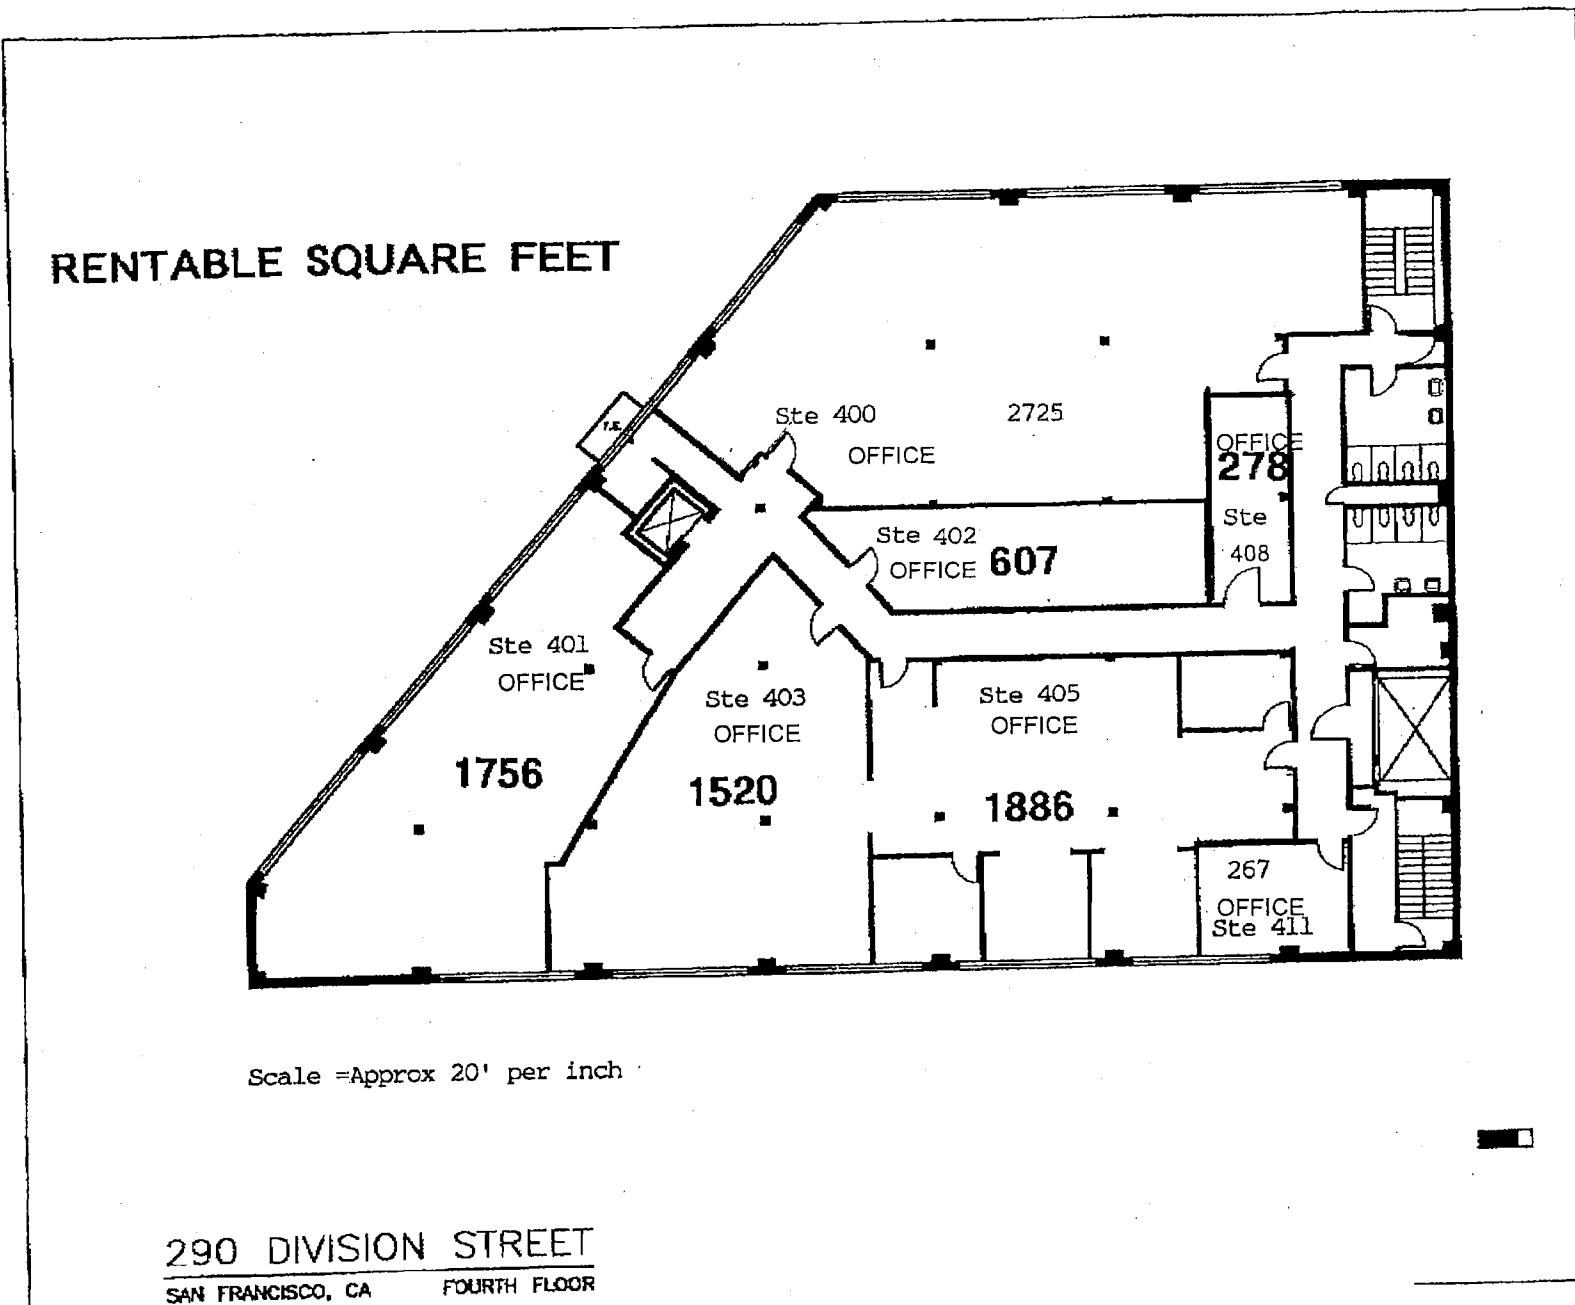 RENTABLE SQUARE FEET
T.E.
Ste 400
2725
OFFICE
OFFICE
278
Ste
408
Ste 402
OFFICE 607
Ste 401
OFFICE
1756
Ste 403
OFFICE
1520
Ste 405
OFFICE
1886
267
OFFICE
Ste 411
Scale =Approx 20' per inch
290 DIVISION STREET
SAN FRANCISCO, CA FOURTH FLOOR